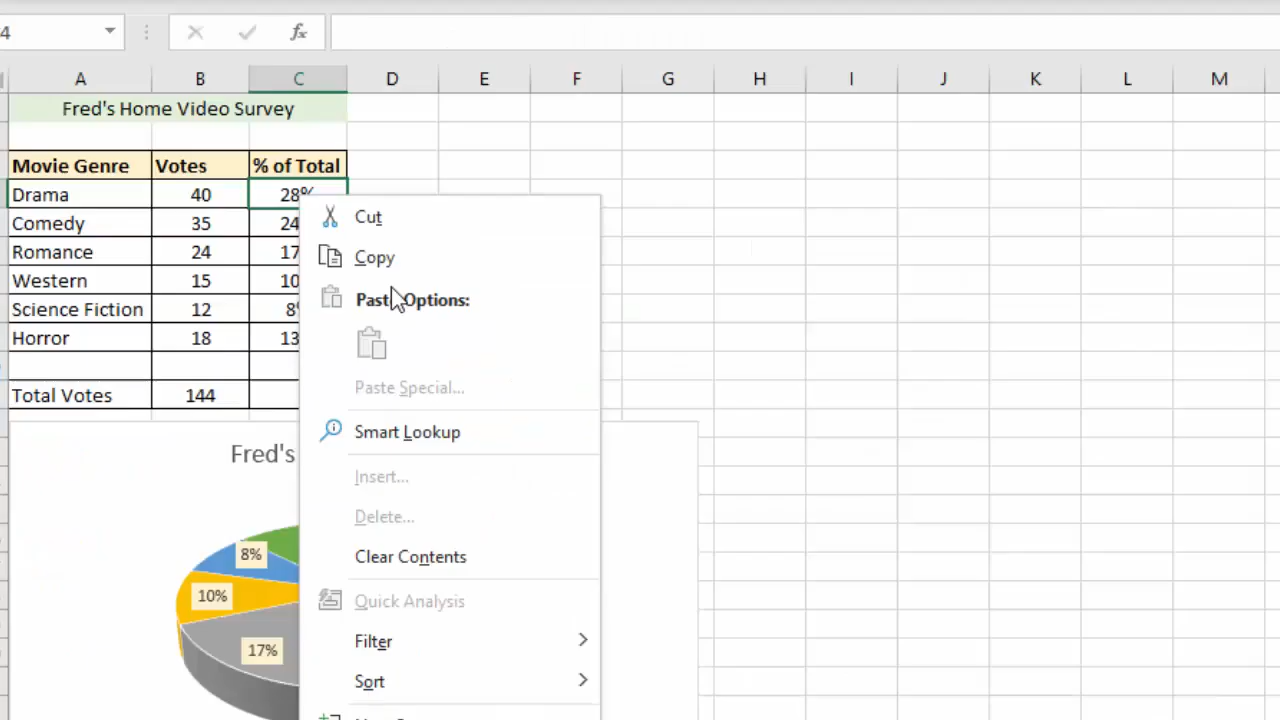 4
fx
A B C D E F G H I J K L M
Fred's Home Video Survey
Movie Genre Votes % of Total
Drama 40 28%
Comedy 35 24
Romance 24 17
Western 15 10
Science Fiction 12 8
Horror 18 13
Total Votes 144
Cut
Copy
Paste Options:
Paste Special...
Smart Lookup
Insert...
Delete...
Clear Contents
Quick Analysis
Filter
Sort
Fred's
8%
10%
17%